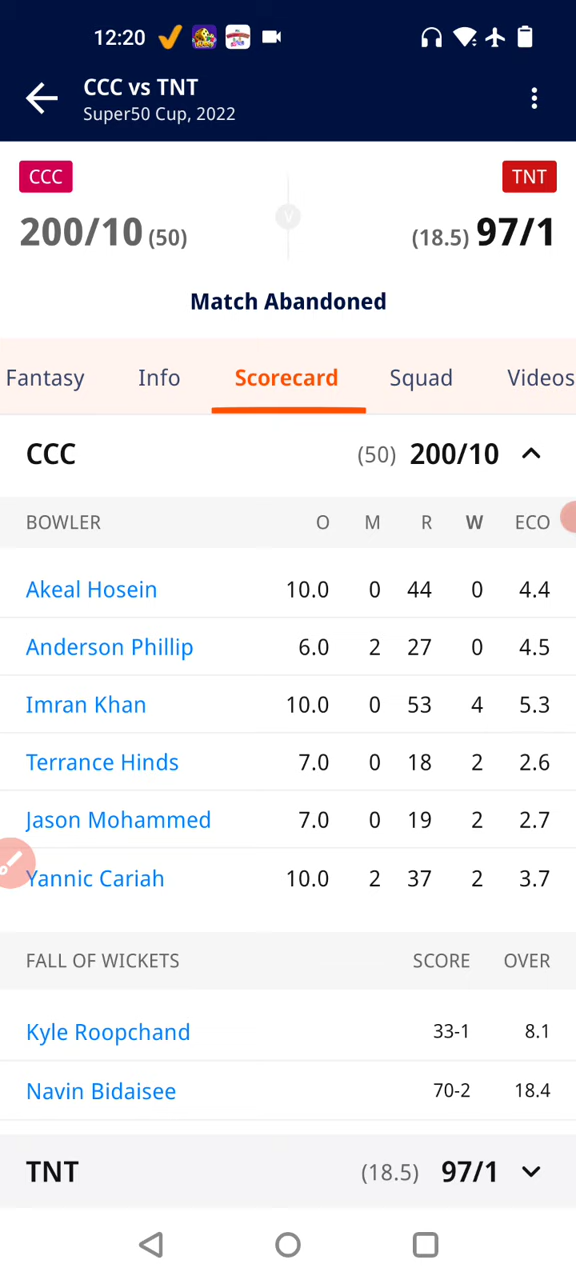 12:20
CCC vs TNT
Super50 Cup, 2022
CCC TNT
200/10 (50) V (18.5) 97/1
Match Abandoned
Fantasy Info Scorecard Squad Videos
CCC (50) 200/10
BOWLER O M R W ECO
Akeal Hosein 10.0 0 44 0 4.4
Anderson Phillip 6.0 2 27 0 4.5
Imran Khan 10.0 0 53 4 5.3
Terrance Hinds 7.0 0 18 2 2.6
Jason Mohammed 7.0 0 19 2 2.7
Yannic Cariah 10.0 2 37 2 3.7
FALL OF WICKETS SCORE OVER
Kyle Roopchand 33-1 8.1
Navin Bidaisee 70-2 18.4
TNT (18.5) 97/1